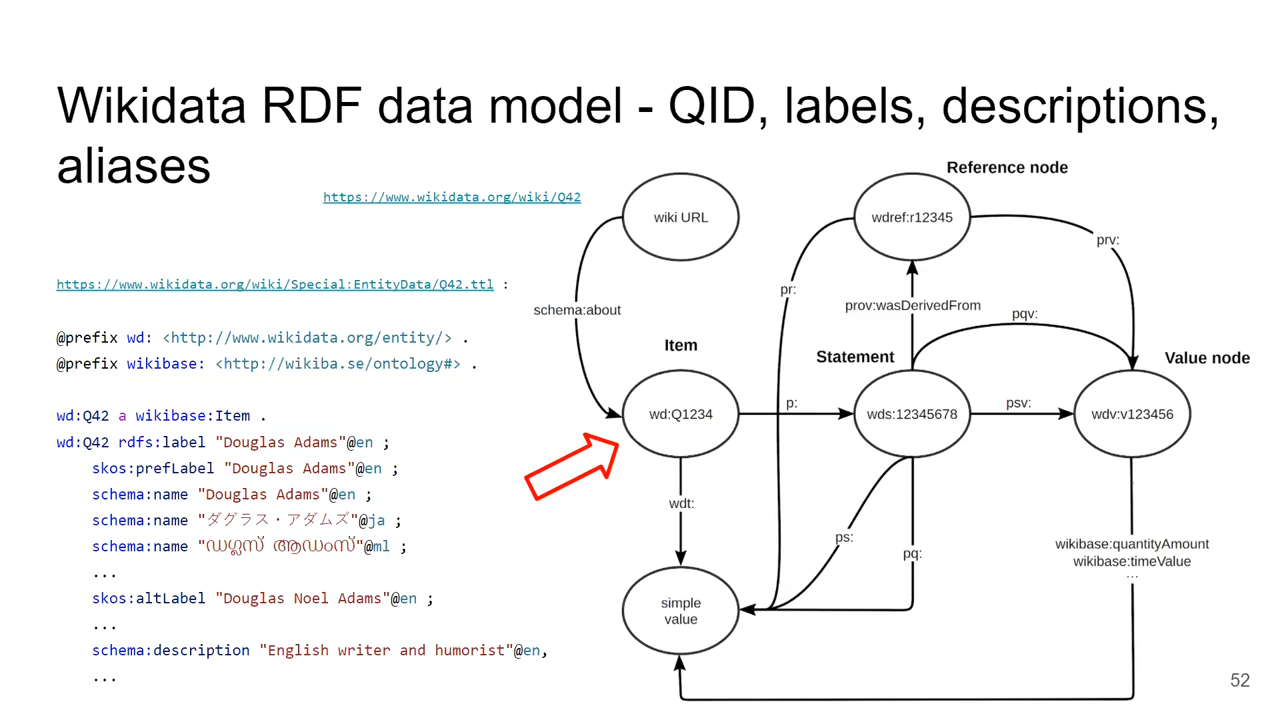 Wikidata RDF data model - QID, labels, descriptions,
aliases
https://www.wikidata.org/wiki/Q42
https://www.wikidata.org/wiki/Special:EntityData/Q42.ttl :
@prefix wd: <http://www.wikidata.org/entity/> .
@prefix wikibase: <http://wikiba.se/ontology#> .
wd:Q42 a wikibase:Item .
wd:Q42 rdfs:label "Douglas Adams"@en ;
skos:prefLabel "Douglas Adams"@en ;
schema:name "Douglas Adams"@en ;
schema:name "ダグラス・アダムズ"@ja ;
schema:name "ഡഗ്ലസ് ആഡംസ്"@ml ;
...
skos:altLabel "Douglas Noel Adams"@en ;
...
schema:description "English writer and humorist"@en,
...
Reference node
wiki URL
wdref:r12345
prv:
pr:
schema:about
prov:wasDerivedFrom
pqv:
Item
Statement
Value node
wd:Q1234
p:
wds:12345678
psv:
wdv:v123456
wdt:
ps:
pq:
wikibase:quantityAmount
wikibase:timeValue
...
simple
value
52